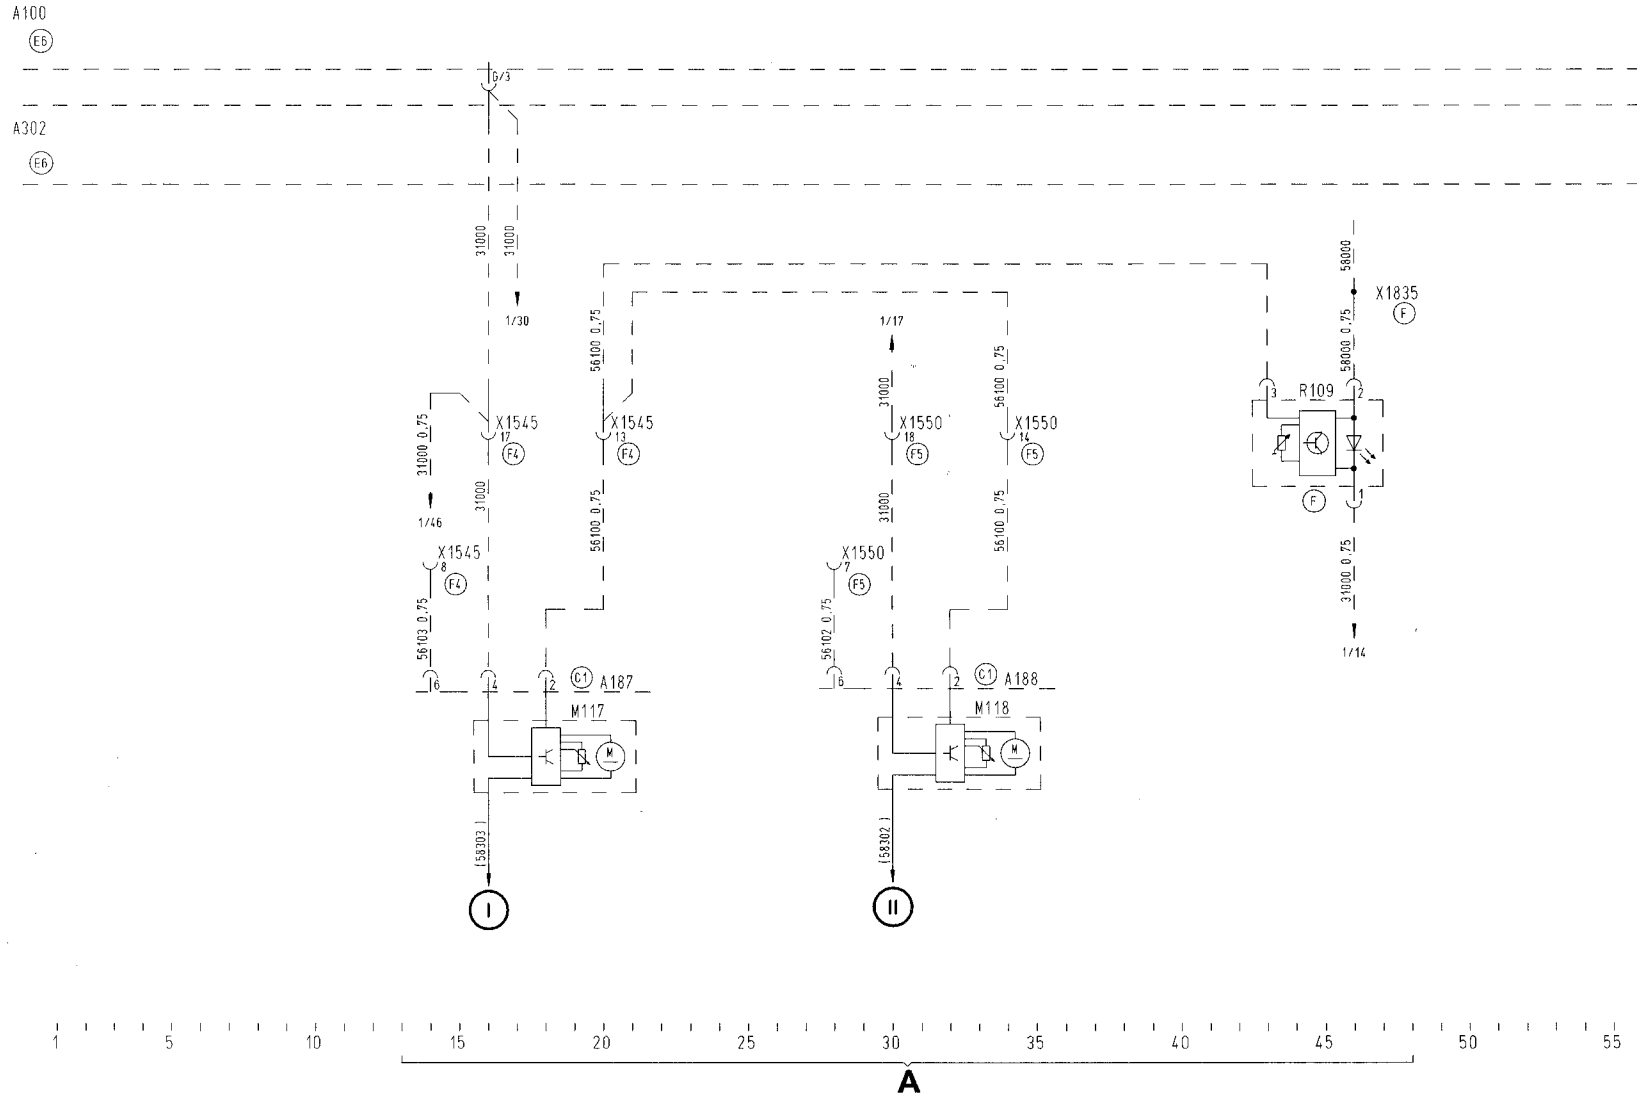 A100
E6
G/3
A302
E6
31000
31000
58000
X1835
F
1/30
56100 0,75
1/17
58000 0,75
31000
56100 0,75
3
R109
2
31000 0,75
X1545
17
F4
X1545
13
F4
X1550
18
F5
X1550
14
F5
31000
56100 0,75
31000
56100 0,75
F
1
1/46
X1545
8
F4
X1550
7
F5
31000 0,75
56103 0,75
56102 0,75
1/14
6
4
2
C1
A187
6
4
2
C1
A188
M117
M118
M
M
(58303)
(58302)
I
II
1
5
10
15
20
25
30
35
40
45
50
55
A